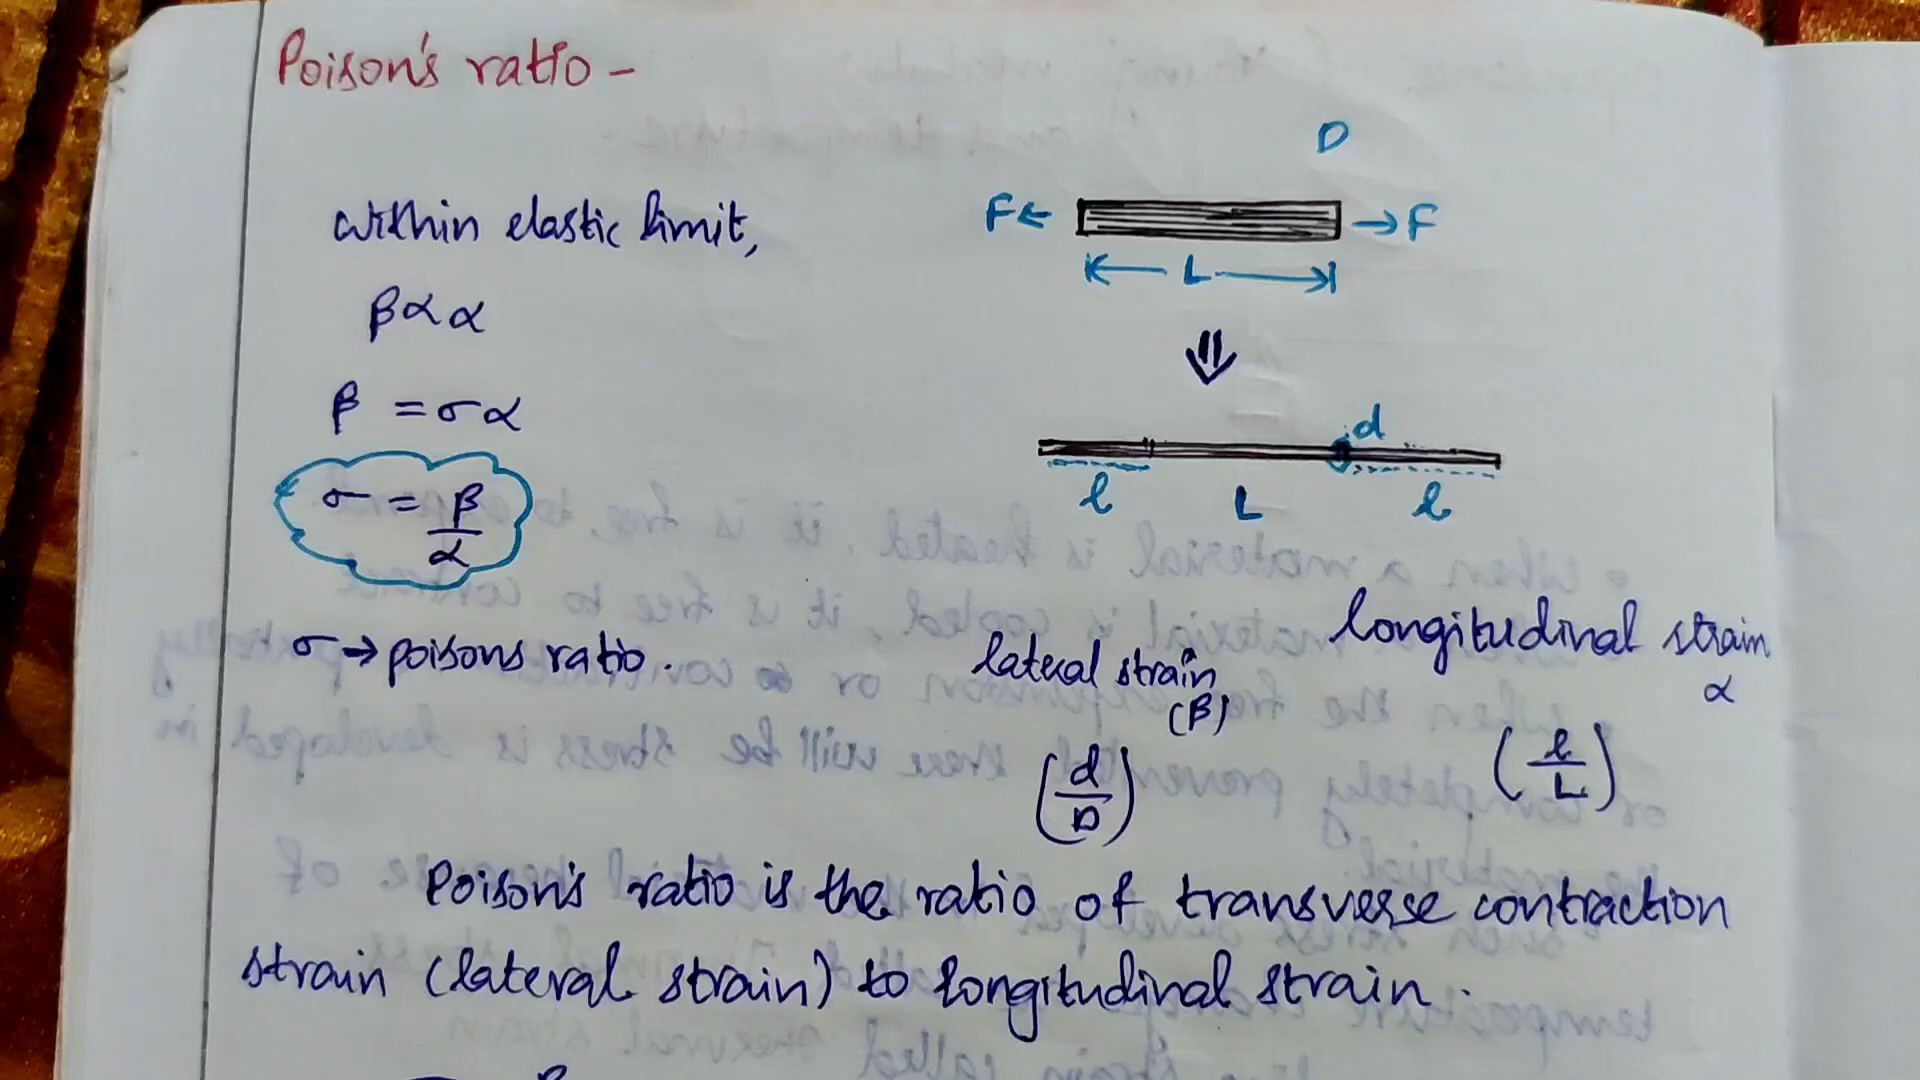 Poison's ratio -
within elastic limit,
β ∝ α
β = σα
σ = β/α
σ → poisons ratio.
D
F ← → F
L
d
l L l
lateral strain
(β)
(d/D)
longitudinal strain
α
(l/L)
Poison's ratio is the ratio of transverse contraction
strain (lateral strain) to longitudinal strain.